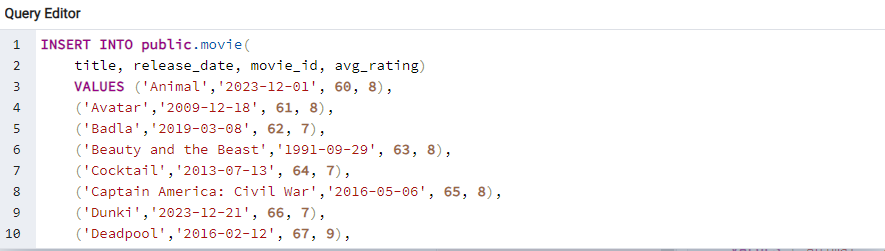 Query Editor
1 INSERT INTO public.movie(
2 title, release_date, movie_id, avg_rating)
3 VALUES ('Animal','2023-12-01', 60, 8),
4 ('Avatar','2009-12-18', 61, 8),
5 ('Badla','2019-03-08', 62, 7),
6 ('Beauty and the Beast','1991-09-29', 63, 8),
7 ('Cocktail','2013-07-13', 64, 7),
8 ('Captain America: Civil War','2016-05-06', 65, 8),
9 ('Dunki','2023-12-21', 66, 7),
10 ('Deadpool','2016-02-12', 67, 9),